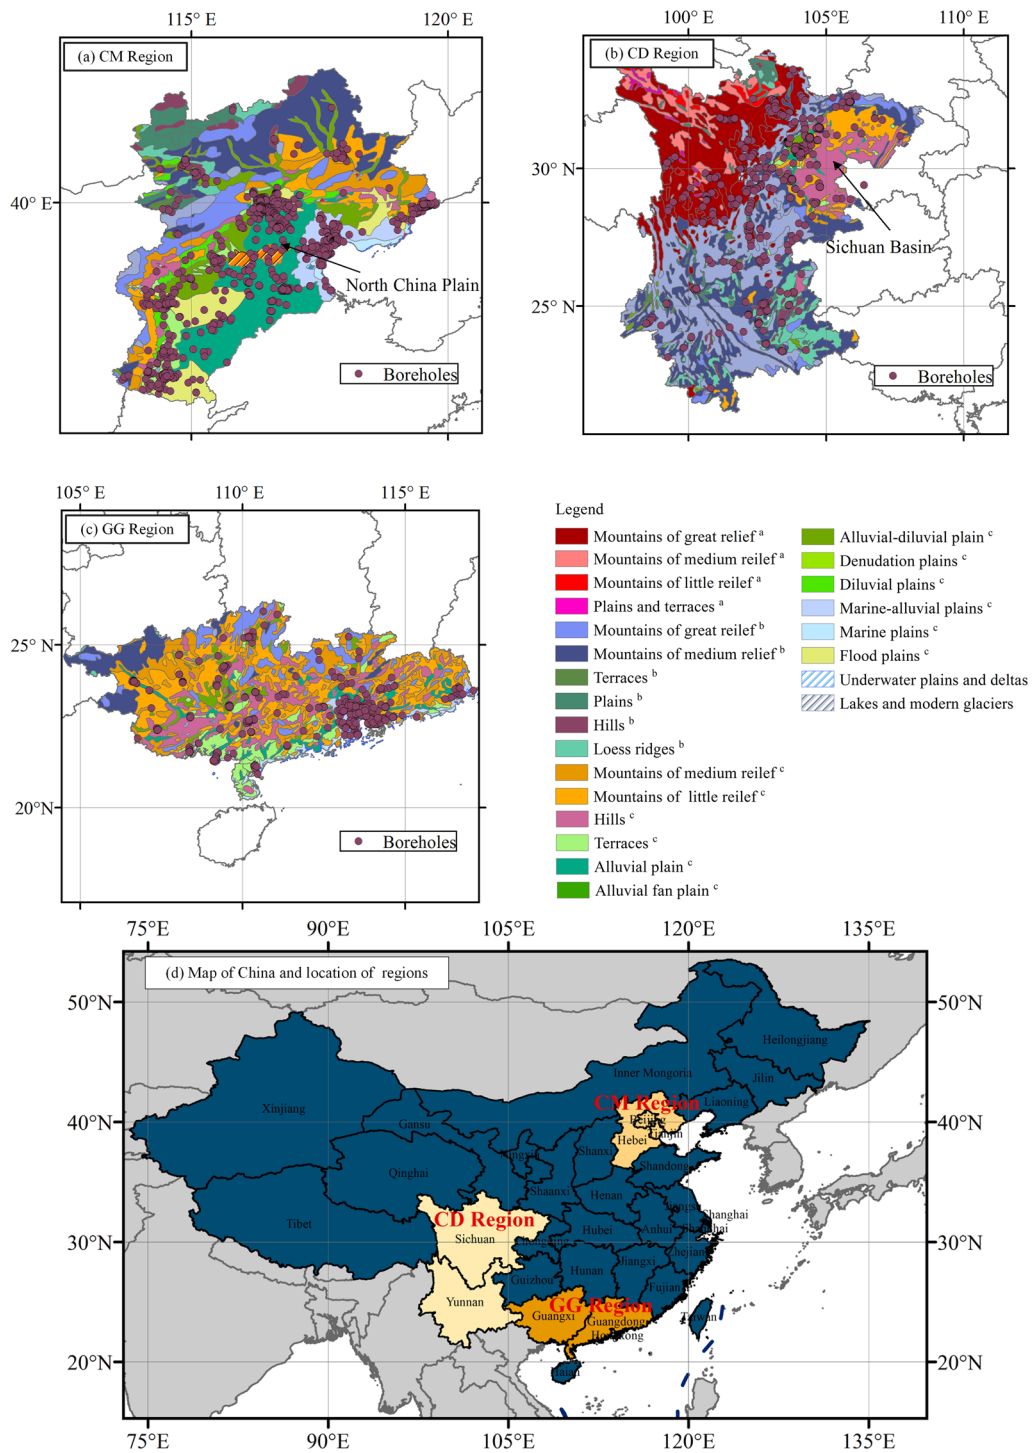 115° E 120° E
(a) CM Region
40° E
North China Plain
Boreholes
100° E 105° E 110° E
(b) CD Region
30° N
Sichuan Basin
25° N
Boreholes
105° E 110° E 115° E
(c) GG Region
25° N
20°N
Boreholes
Legend
Mountains of great relief a
Mountains of medium reilef a
Mountains of little reilef a
Plains and terraces a
Mountains of great reilef b
Mountains of medium reilef b
Terraces b
Plains b
Hills b
Loess ridges b
Mountains of medium reilef c
Mountains of little reilef c
Hills c
Terraces c
Alluvial plain c
Alluvial fan plain c
Alluvial-diluvial plain c
Denudation plains c
Diluvial plains c
Marine-alluvial plains c
Marine plains c
Flood plains c
Underwater plains and deltas
Lakes and modern glaciers
75°E 90°E 105°E 120°E 135°E
(d) Map of China and location of regions
50°N 50°N
Heilongjiang
Inner Mongoria
Jilin
Xinjiang
CM Region
Liaoning
40°N 40°N
Gansu
Beijing
Tianjin
Hebei
Shanxi
Qinghai
Shandong
Shaanxi
Henan
Tibet
CD Region
Shanghai
Sichuan
Hubei
Anhui
30°N 30°N
Hunan
Jiangxi
Guizhou
Fujian
Yunnan
GG Region
Guangxi
Guangdong
20°N 20°N
75°E 90°E 105°E 120°E 135°E